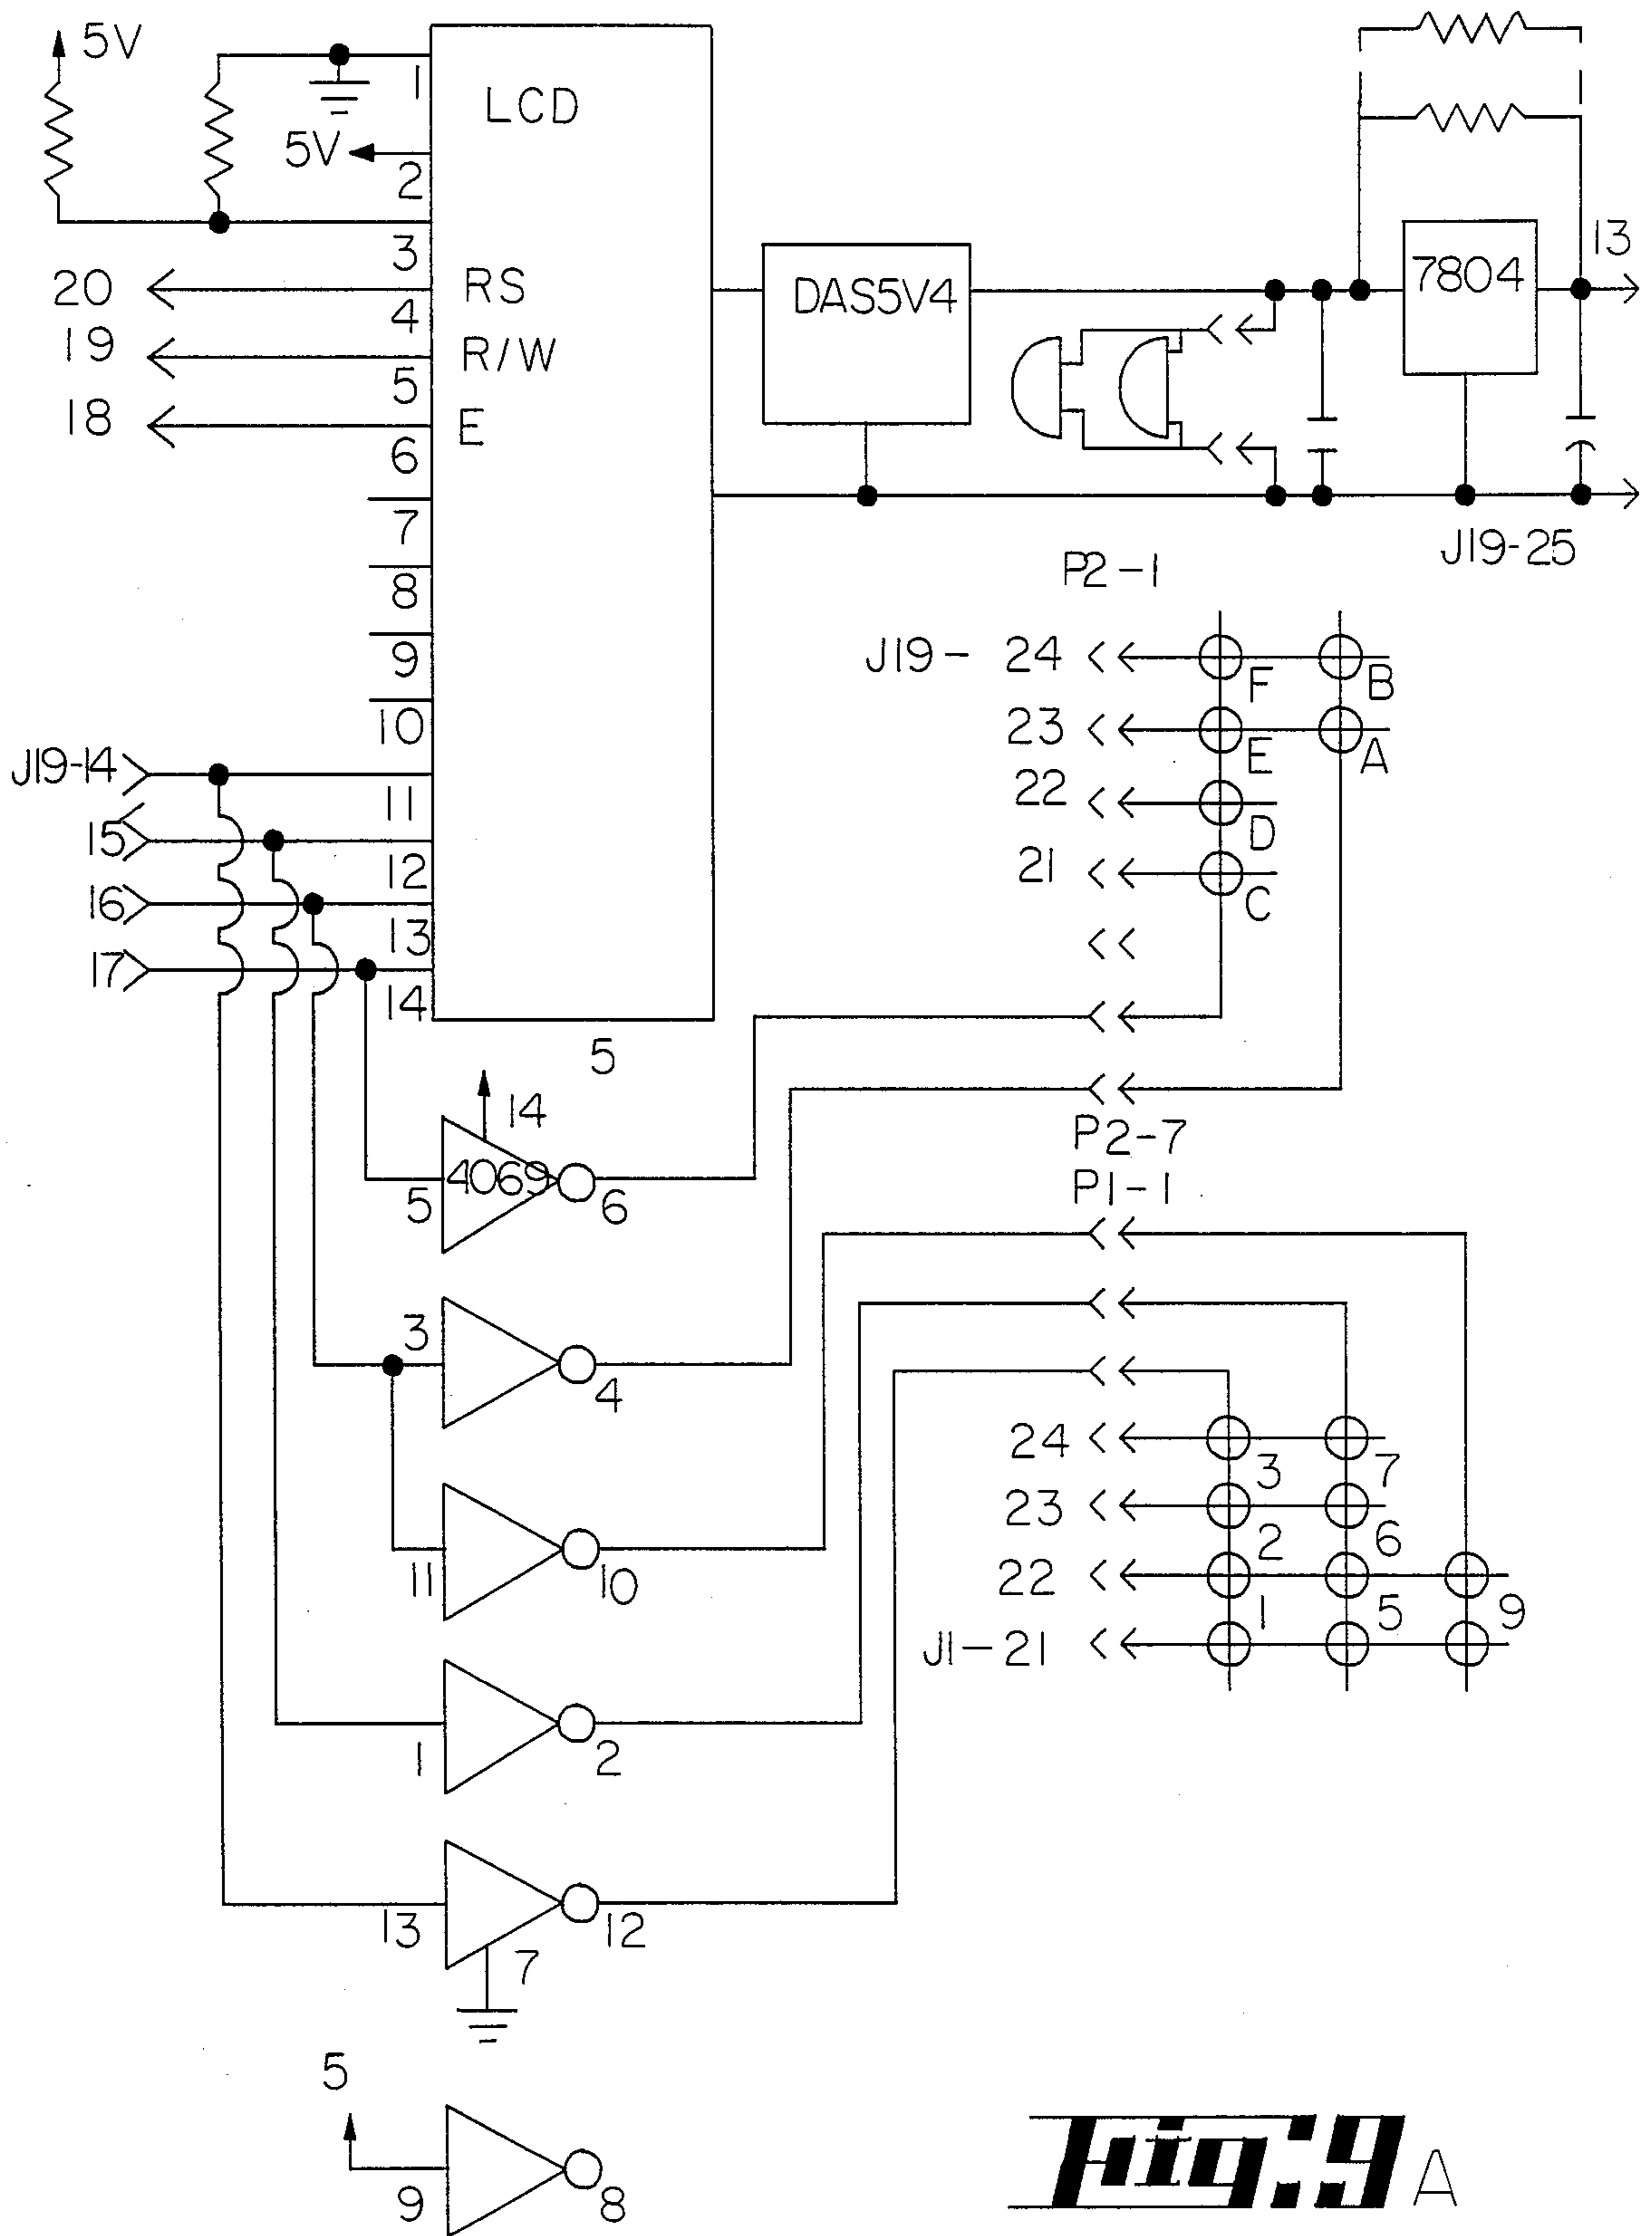 5V
1
LCD
5V
2
3
20
RS
4
19
R/W
5
18
E
6
7
8
9
10
DAS5V4
7804
13
J19-25
P2-1
J19- 24
F
B
23
E
A
22
D
21
C
J19-14
11
15
12
16
13
17
14
5
14
4069
5
6
P2-7
P1-1
3
4
24
3
7
23
2
6
11
10
22
1
5
9
J1-21
1
2
13
12
7
5
9
8
Fig. 9 A